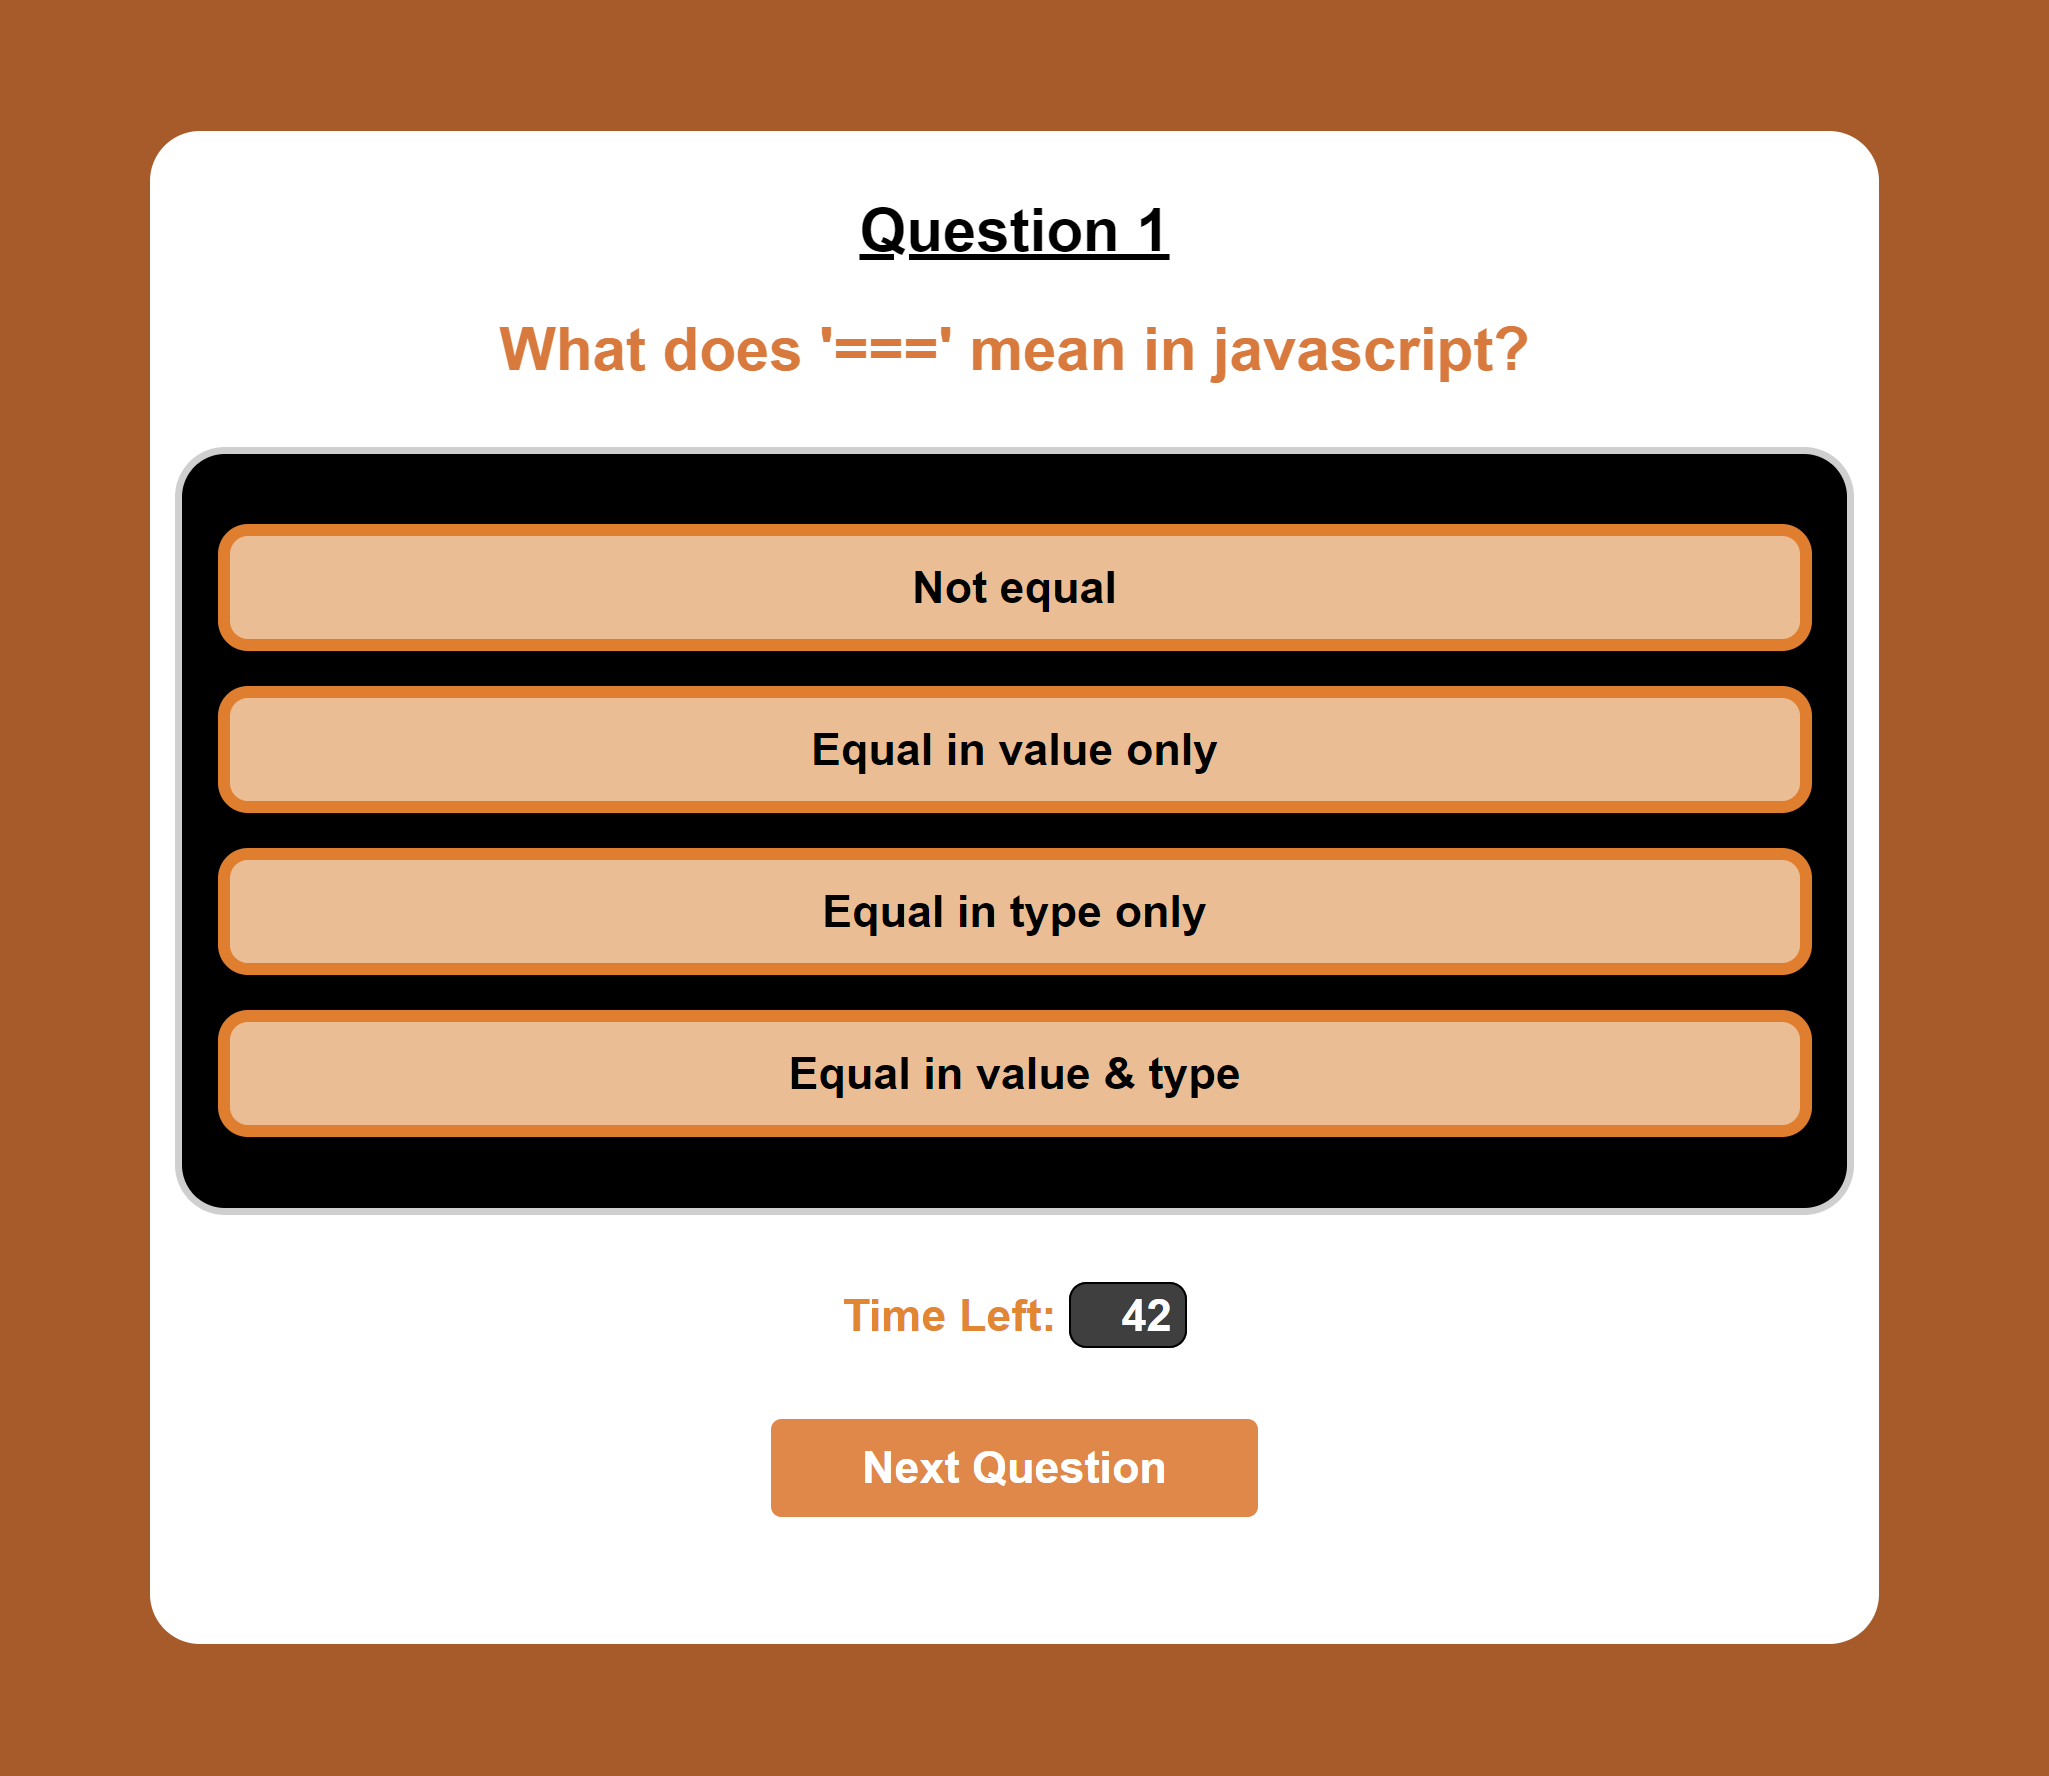 Question 1
What does '===' mean in javascript?
Not equal
Equal in value only
Equal in type only
Equal in value & type
Time Left: 42
Next Question